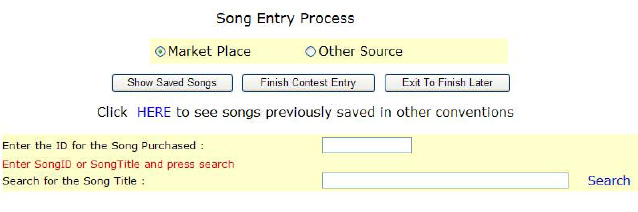 Song Entry Process
Market Place Other Source
Show Saved Songs Finish Contest Entry Exit To Finish Later
Click HERE to see songs previously saved in other conventions
Enter the ID for the Song Purchased :
Enter SongID or SongTitle and press search
Search for the Song Title : Search